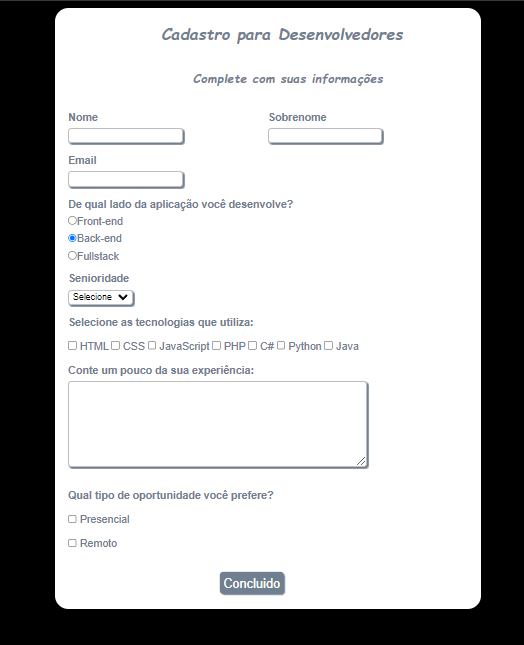 Cadastro para Desenvolvedores
Complete com suas informações
Nome Sobrenome
Email
De qual lado da aplicação você desenvolve?
Front-end
Back-end
Fullstack
Senioridade
Selecione
Selecione as tecnologias que utiliza:
HTML CSS JavaScript PHP C# Python Java
Conte um pouco da sua experiência:
Qual tipo de oportunidade você prefere?
Presencial
Remoto
Concluido